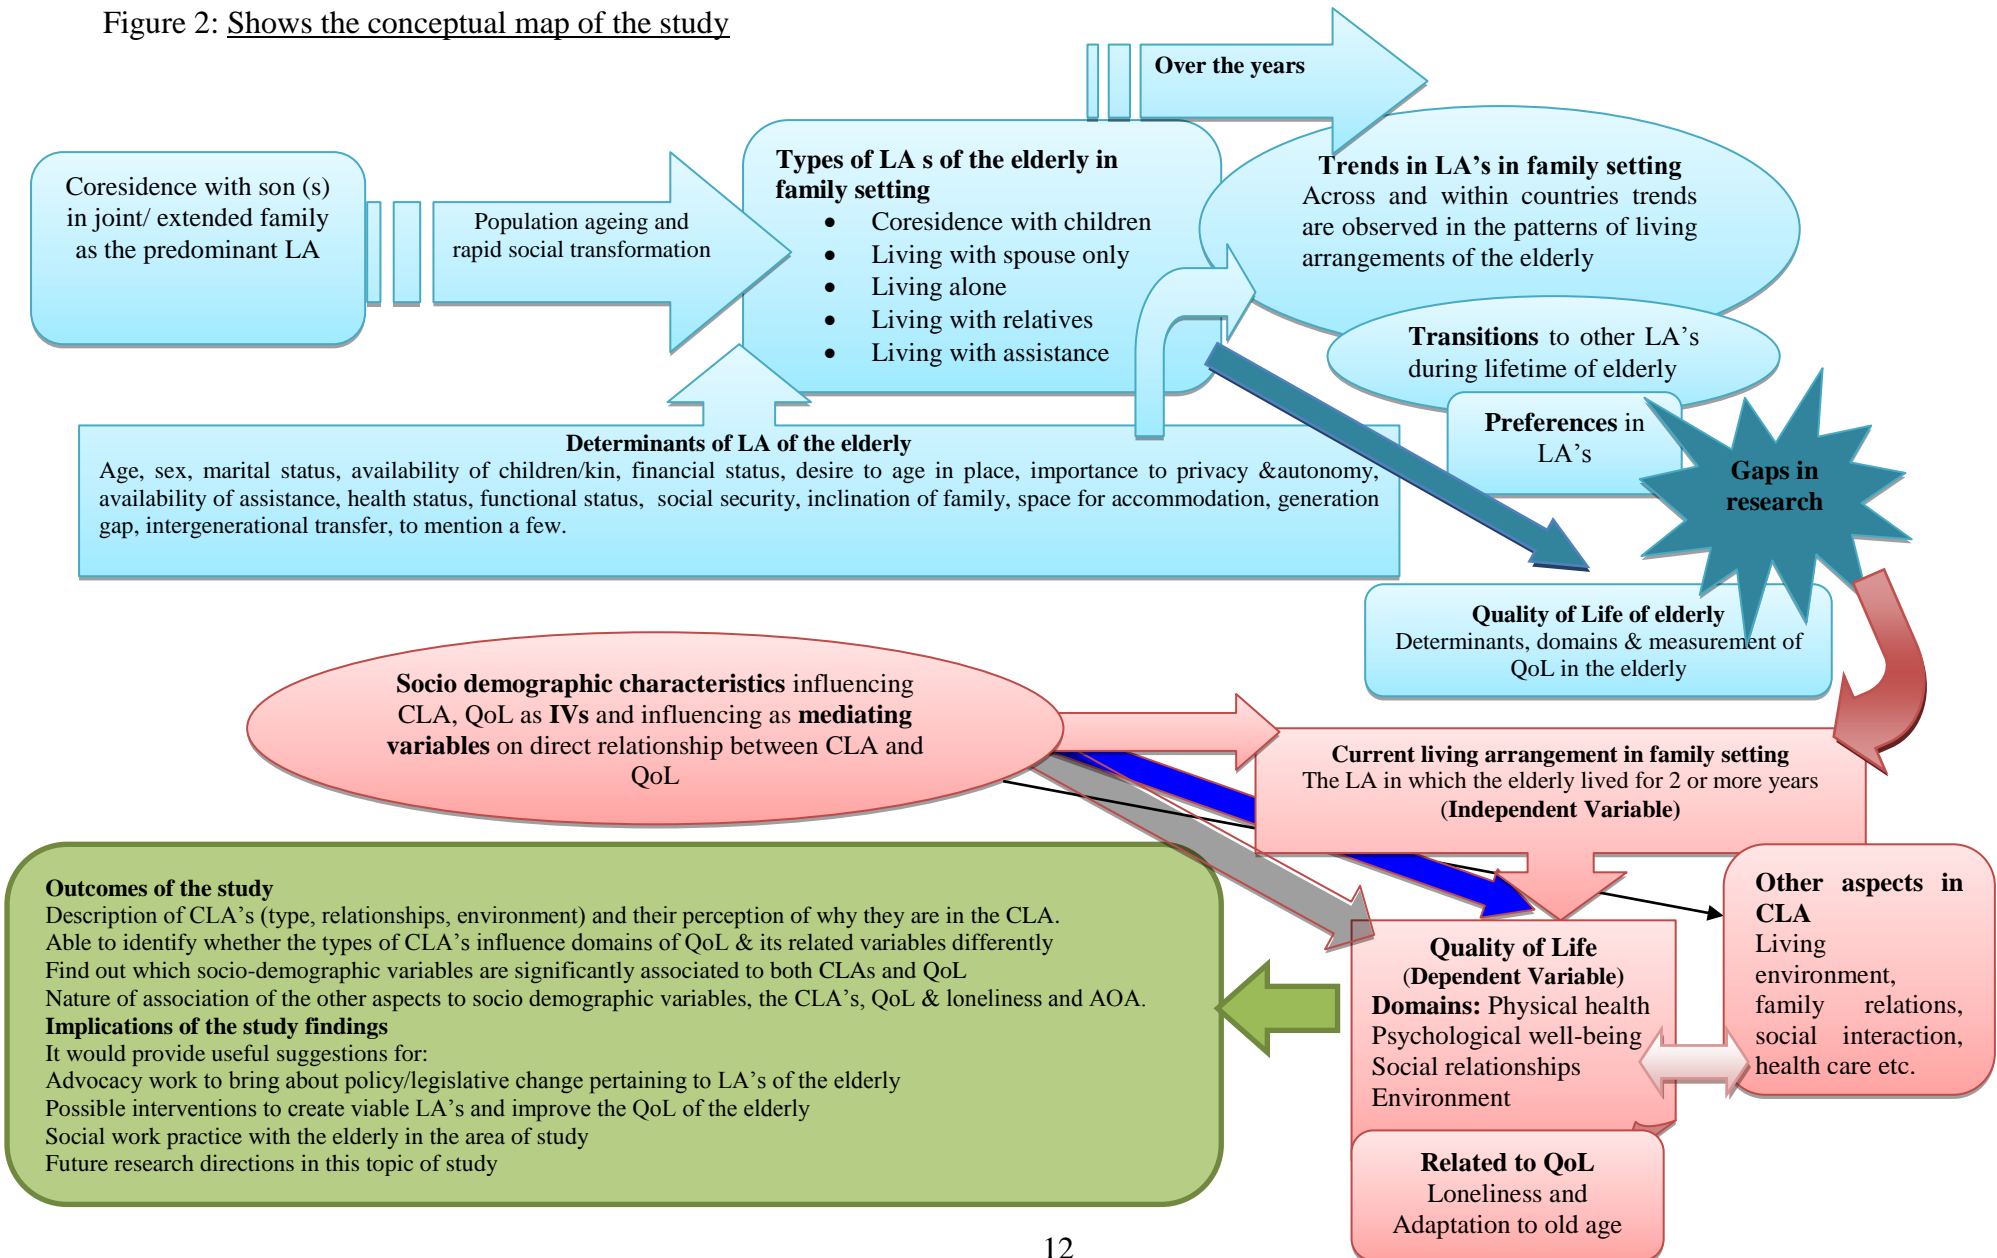 Figure 2: Shows the conceptual map of the study
Over the years
Coresidence with son (s)
in joint/ extended family
as the predominant LA
Population ageing and
rapid social transformation
Types of LA s of the elderly in
family setting
• Coresidence with children
• Living with spouse only
• Living alone
• Living with relatives
• Living with assistance
Trends in LA’s in family setting
Across and within countries trends
are observed in the patterns of living
arrangements of the elderly
Transitions to other LA’s
during lifetime of elderly
Preferences in
LA’s
Gaps in
research
Determinants of LA of the elderly
Age, sex, marital status, availability of children/kin, financial status, desire to age in place, importance to privacy &autonomy,
availability of assistance, health status, functional status, social security, inclination of family, space for accommodation, generation
gap, intergenerational transfer, to mention a few.
Quality of Life of elderly
Determinants, domains & measurement of
QoL in the elderly
Socio demographic characteristics influencing
CLA, QoL as IVs and influencing as mediating
variables on direct relationship between CLA and
QoL
Current living arrangement in family setting
The LA in which the elderly lived for 2 or more years
(Independent Variable)
Outcomes of the study
Description of CLA’s (type, relationships, environment) and their perception of why they are in the CLA.
Able to identify whether the types of CLA’s influence domains of QoL & its related variables differently
Find out which socio-demographic variables are significantly associated to both CLAs and QoL
Nature of association of the other aspects to socio demographic variables, the CLA’s, QoL & loneliness and AOA.
Implications of the study findings
It would provide useful suggestions for:
Advocacy work to bring about policy/legislative change pertaining to LA’s of the elderly
Possible interventions to create viable LA’s and improve the QoL of the elderly
Social work practice with the elderly in the area of study
Future research directions in this topic of study
Quality of Life
(Dependent Variable)
Domains: Physical health
Psychological well-being
Social relationships
Environment
Other aspects in
CLA
Living
environment,
family relations,
social interaction,
health care etc.
Related to QoL
Loneliness and
Adaptation to old age
12